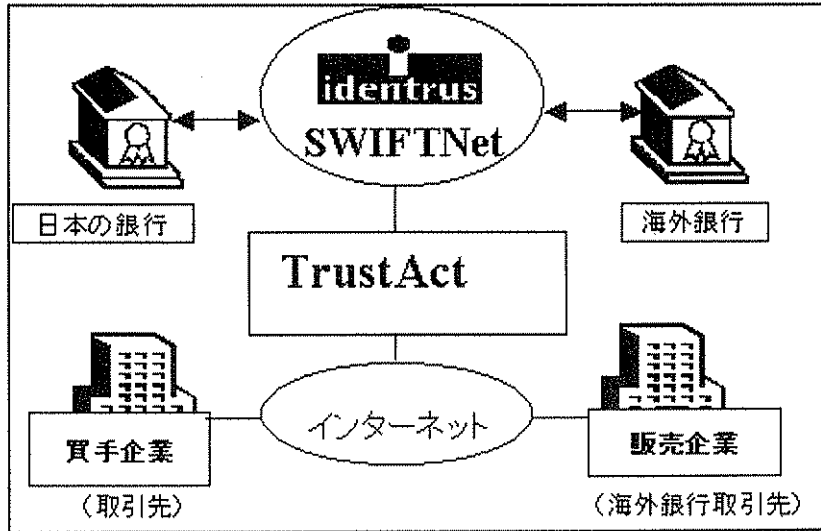 identrus
SWIFTNet
日本の銀行
海外銀行
TrustAct
インターネット
買手企業
販売企業
(取引先)
(海外銀行取引先)